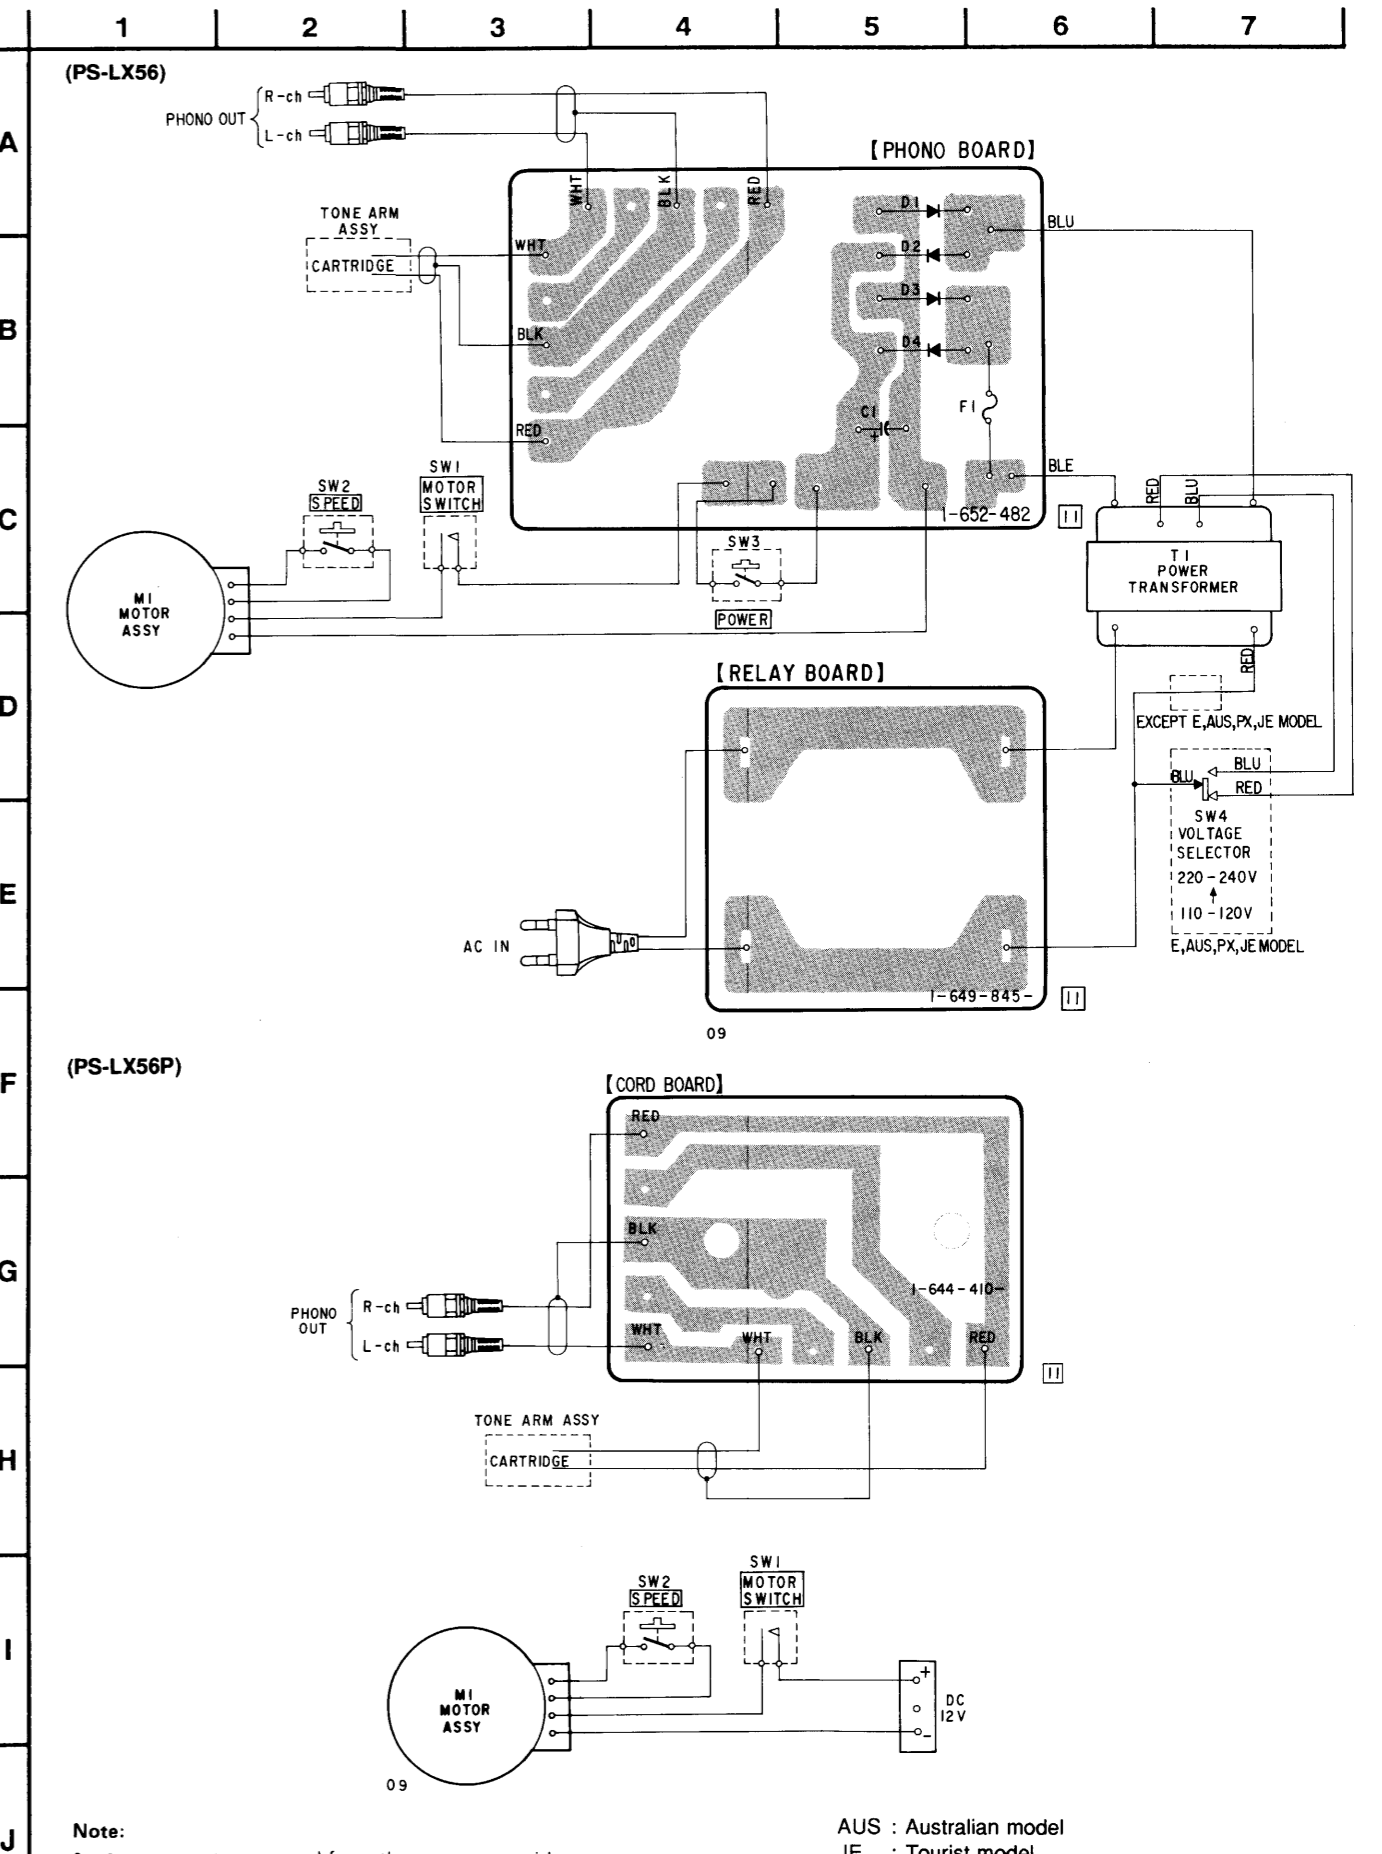 1 2 3 4 5 6 7
(PS-LX56)
A
PHONO OUT
R-ch
L-ch
[PHONO BOARD]
WHT
BLK
RED
TONE ARM
ASSY
CARTRIDGE
WHT
BLK
RED
D1
D2
D3
D4
C1
+
F1
BLU
BLE
1-652-482
11
B
C
SW2
SPEED
SW1
MOTOR
SWITCH
SW3
POWER
M1
MOTOR
ASSY
RED
BLU
T1
POWER
TRANSFORMER
RED
D
[RELAY BOARD]
EXCEPT E,AUS,PX,JE MODEL
BLU
BLU
RED
SW4
VOLTAGE
SELECTOR
220-240V
110-120V
E,AUS,PX,JE MODEL
E
AC IN
1-649-845-
11
09
F
(PS-LX56P)
[CORD BOARD]
RED
BLK
WHT
WHT
BLK
RED
1-644-410-
11
G
PHONO
OUT
R-ch
L-ch
H
TONE ARM ASSY
CARTRIDGE
I
SW2
SPEED
SW1
MOTOR
SWITCH
M1
MOTOR
ASSY
+
DC
12V
-
09
J
Note:
AUS : Australian model
JE : Tourist model